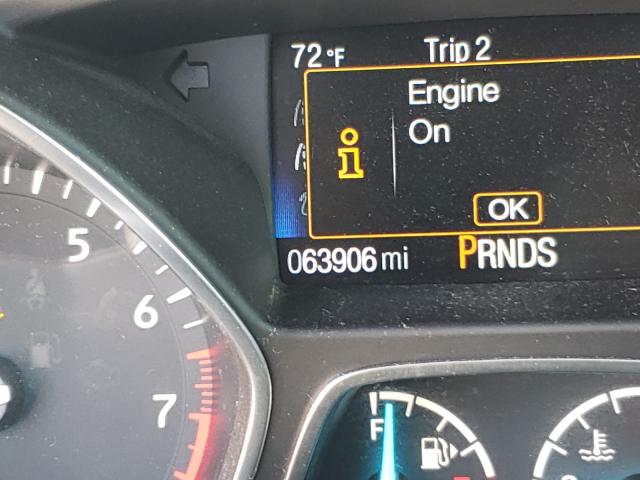 72°F Trip 2
Engine
On
i
OK
063906 mi PRNDS
5
6
7
F